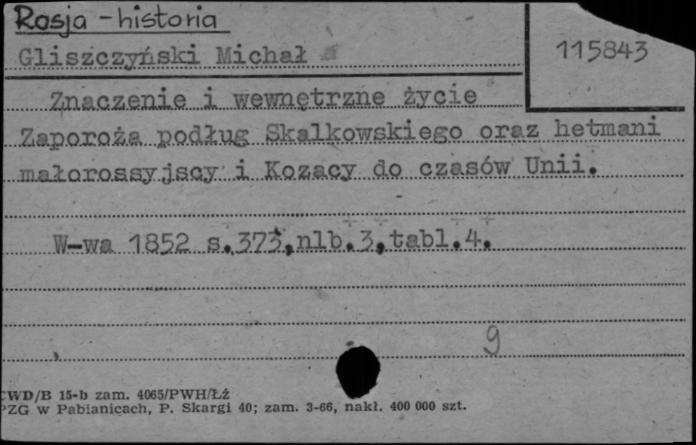 Rosja - historia
Gliszczyński Michał
115843
Znaczenie i wewnętrzne życie
Zaporoża podług Skalkowskiego oraz hetmani
małorossyjscy i Kozacy do czasów Unii.
W-wa 1852 s.373,nlb.3,tabl.4.
9
CWD/B 15-b zam. 4065/PWH/Łź
PZG w Pabianicach, P. Skargi 40; zam. 3-66, nakł. 400 000 szt.